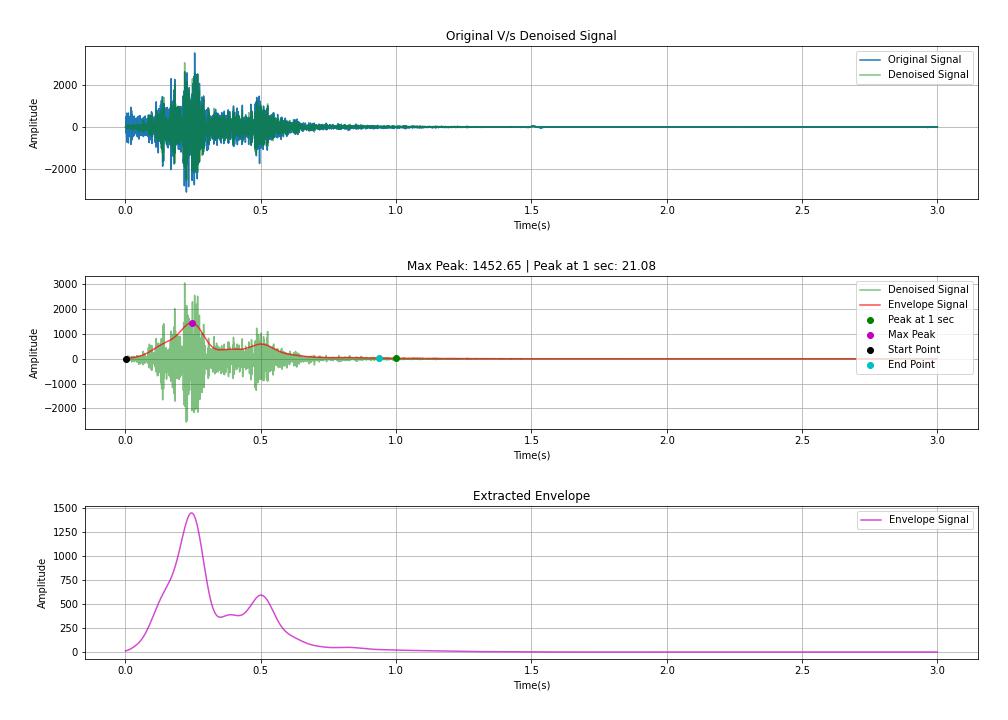 Original V/s Denoised Signal
Original Signal
Denoised Signal
2000
0
−2000
Amplitude
0.0 0.5 1.0 1.5 2.0 2.5 3.0
Time(s)
Max Peak: 1452.65 | Peak at 1 sec: 21.08
Denoised Signal
Envelope Signal
Peak at 1 sec
Max Peak
Start Point
End Point
3000
2000
1000
0
−1000
−2000
Amplitude
0.0 0.5 1.0 1.5 2.0 2.5 3.0
Time(s)
Extracted Envelope
Envelope Signal
1500
1250
1000
750
500
250
0
Amplitude
0.0 0.5 1.0 1.5 2.0 2.5 3.0
Time(s)